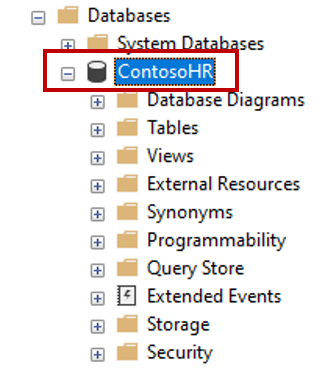 Databases
System Databases
ContosoHR
Database Diagrams
Tables
Views
External Resources
Synonyms
Programmability
Query Store
Extended Events
Storage
Security